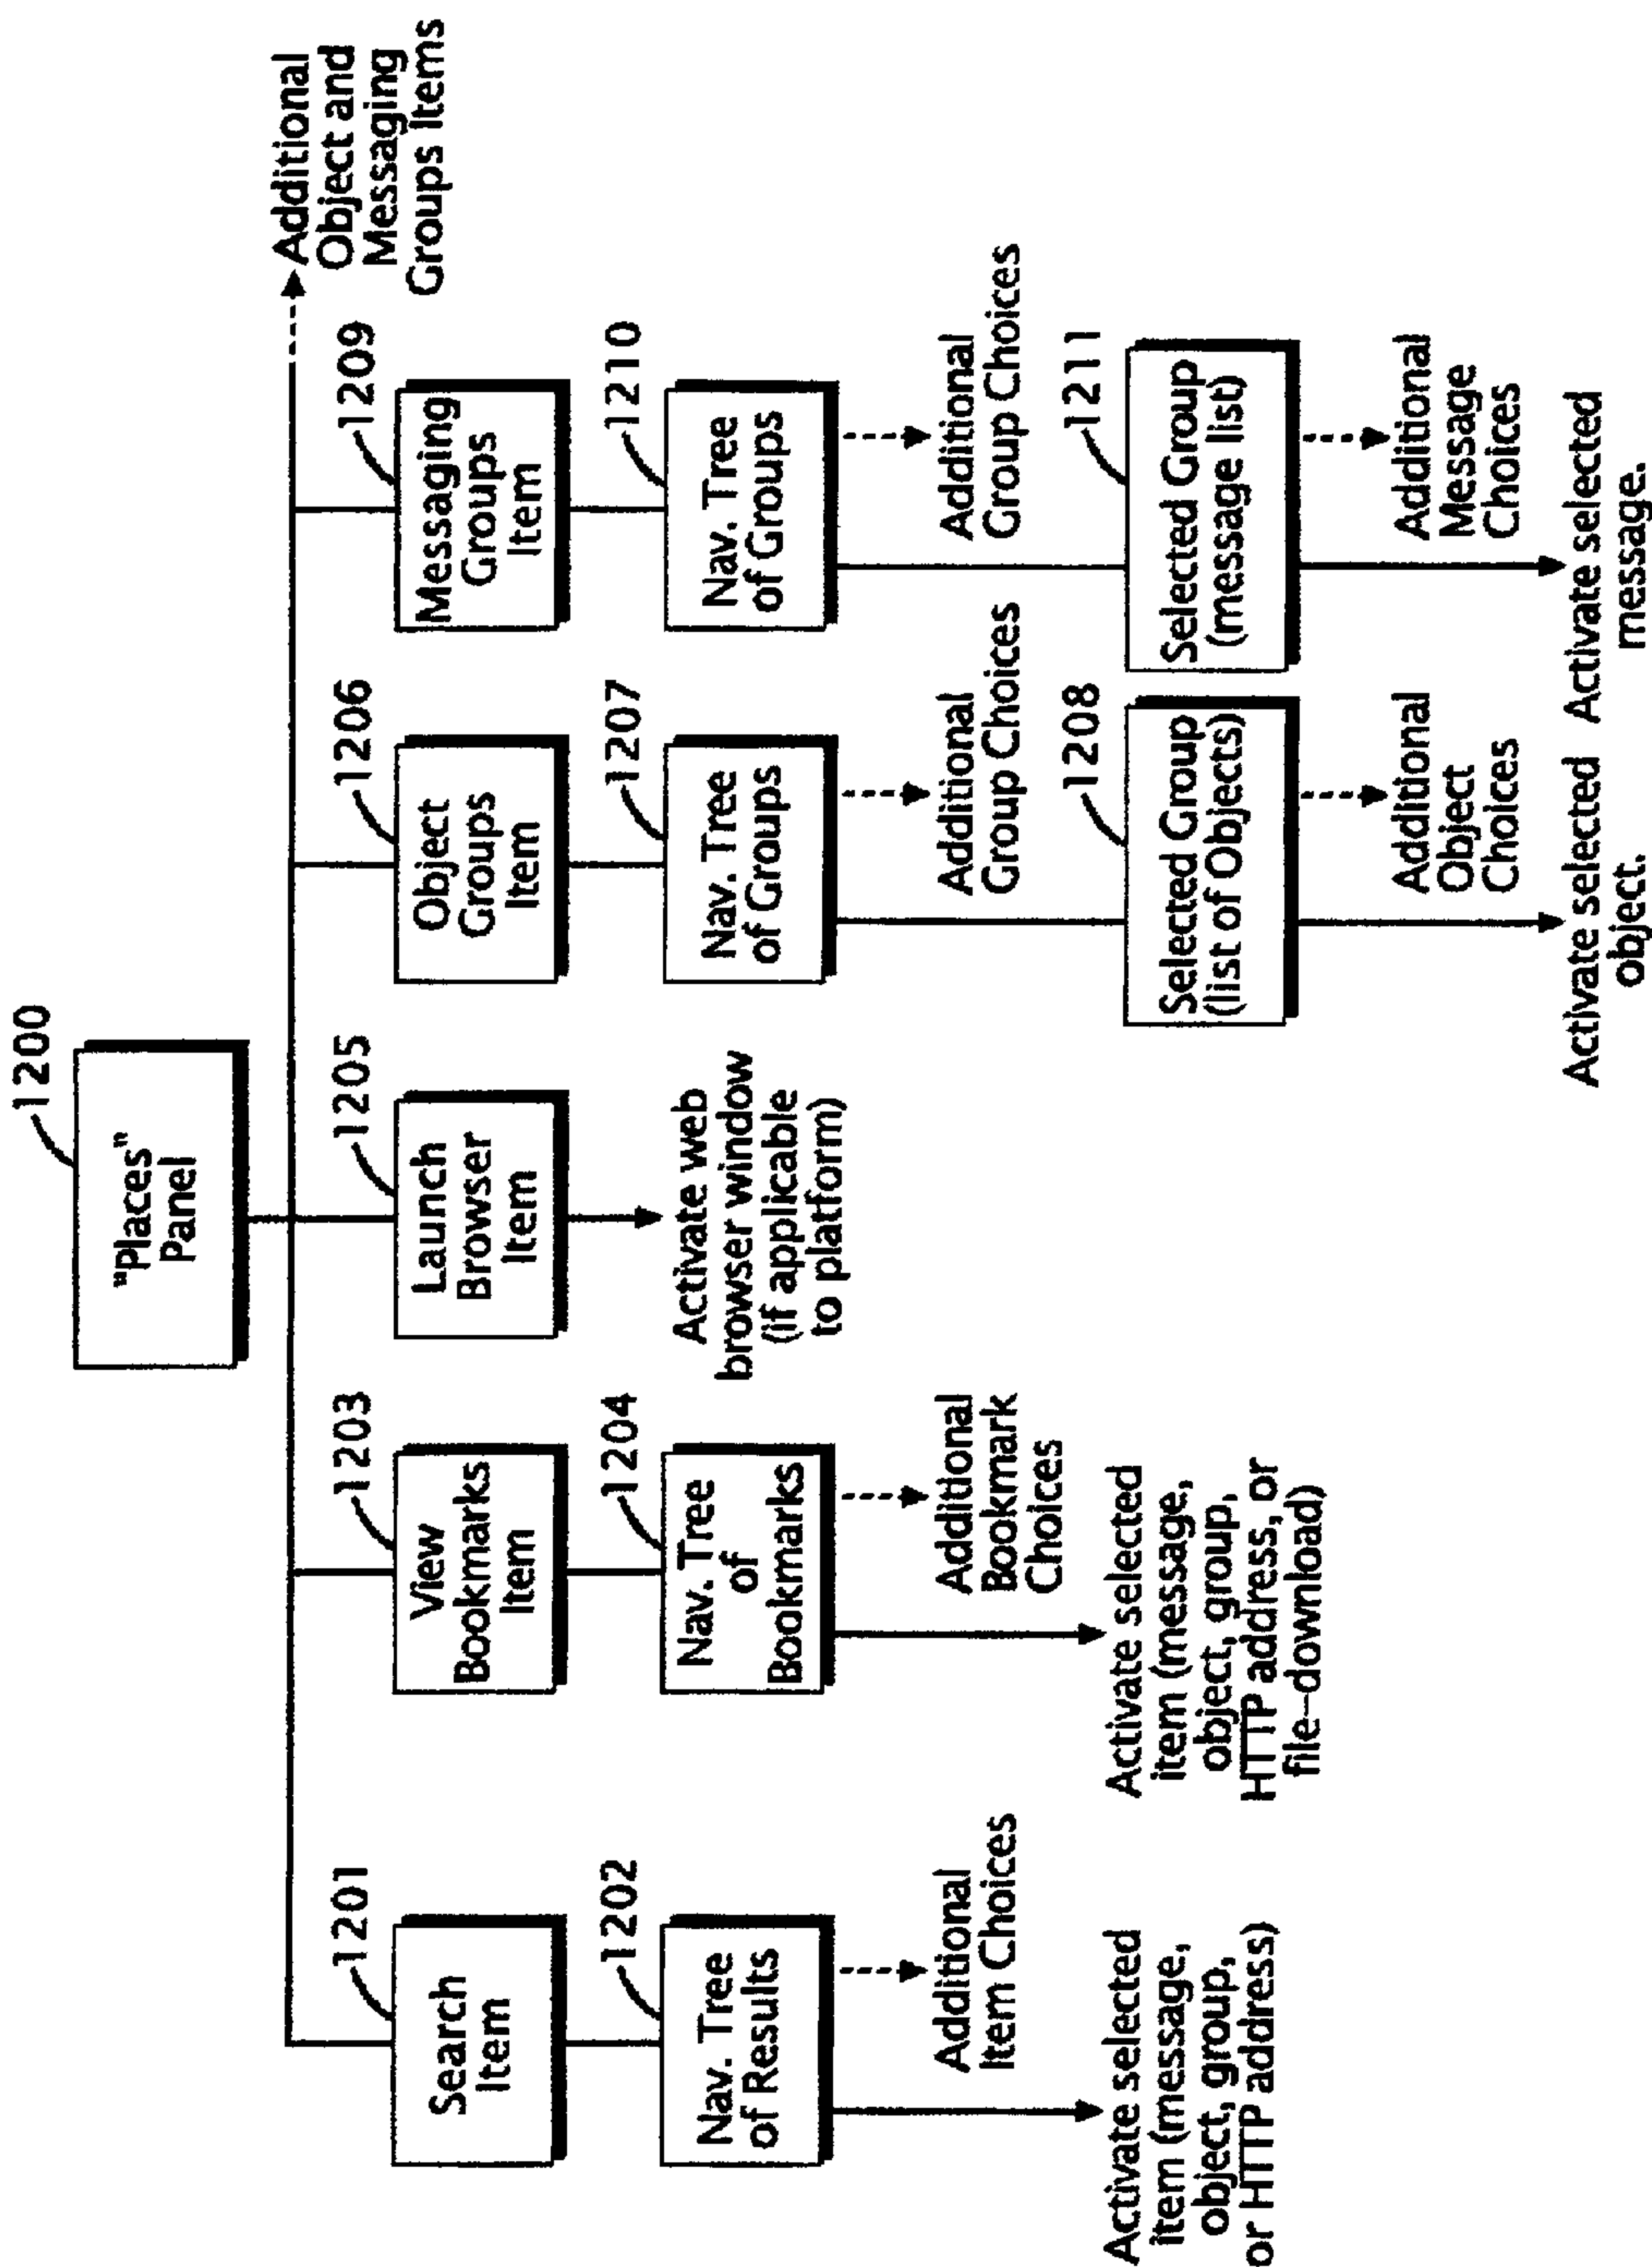 1200
"Places"
Panel
Additional
Object and
Messaging
Groups Items
1201
Search
Item
1202
Nav. Tree
of Results
Additional
Item Choices
Activate selected
item (message,
object, group,
or HTTP address)
1203
View
Bookmarks
Item
1204
Nav. Tree
of
Bookmarks
Additional
Bookmark
Choices
Activate selected
item (message,
object, group,
HTTP address, or
file-download)
1205
Launch
Browser
Item
Activate web
browser window
(if applicable
to platform)
1206
Object
Groups
Item
1207
Nav. Tree
of Groups
Additional
Group Choices
1208
Selected Group
(list of Objects)
Additional
Object
Choices
Activate selected
object.
1209
Messaging
Groups
Item
1210
Nav. Tree
of Groups
Additional
Group Choices
1211
Selected Group
(message list)
Additional
Message
Choices
Activate selected
message.